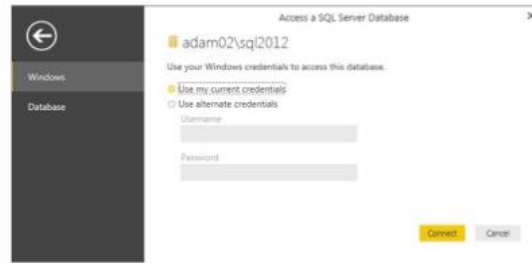 Access a SQL Server Database
adam02\sql2012
Use your Windows credentials to access this database.
Windows
Use my current credentials
Use alternate credentials
Database
Username
Password
Connect
Cancel